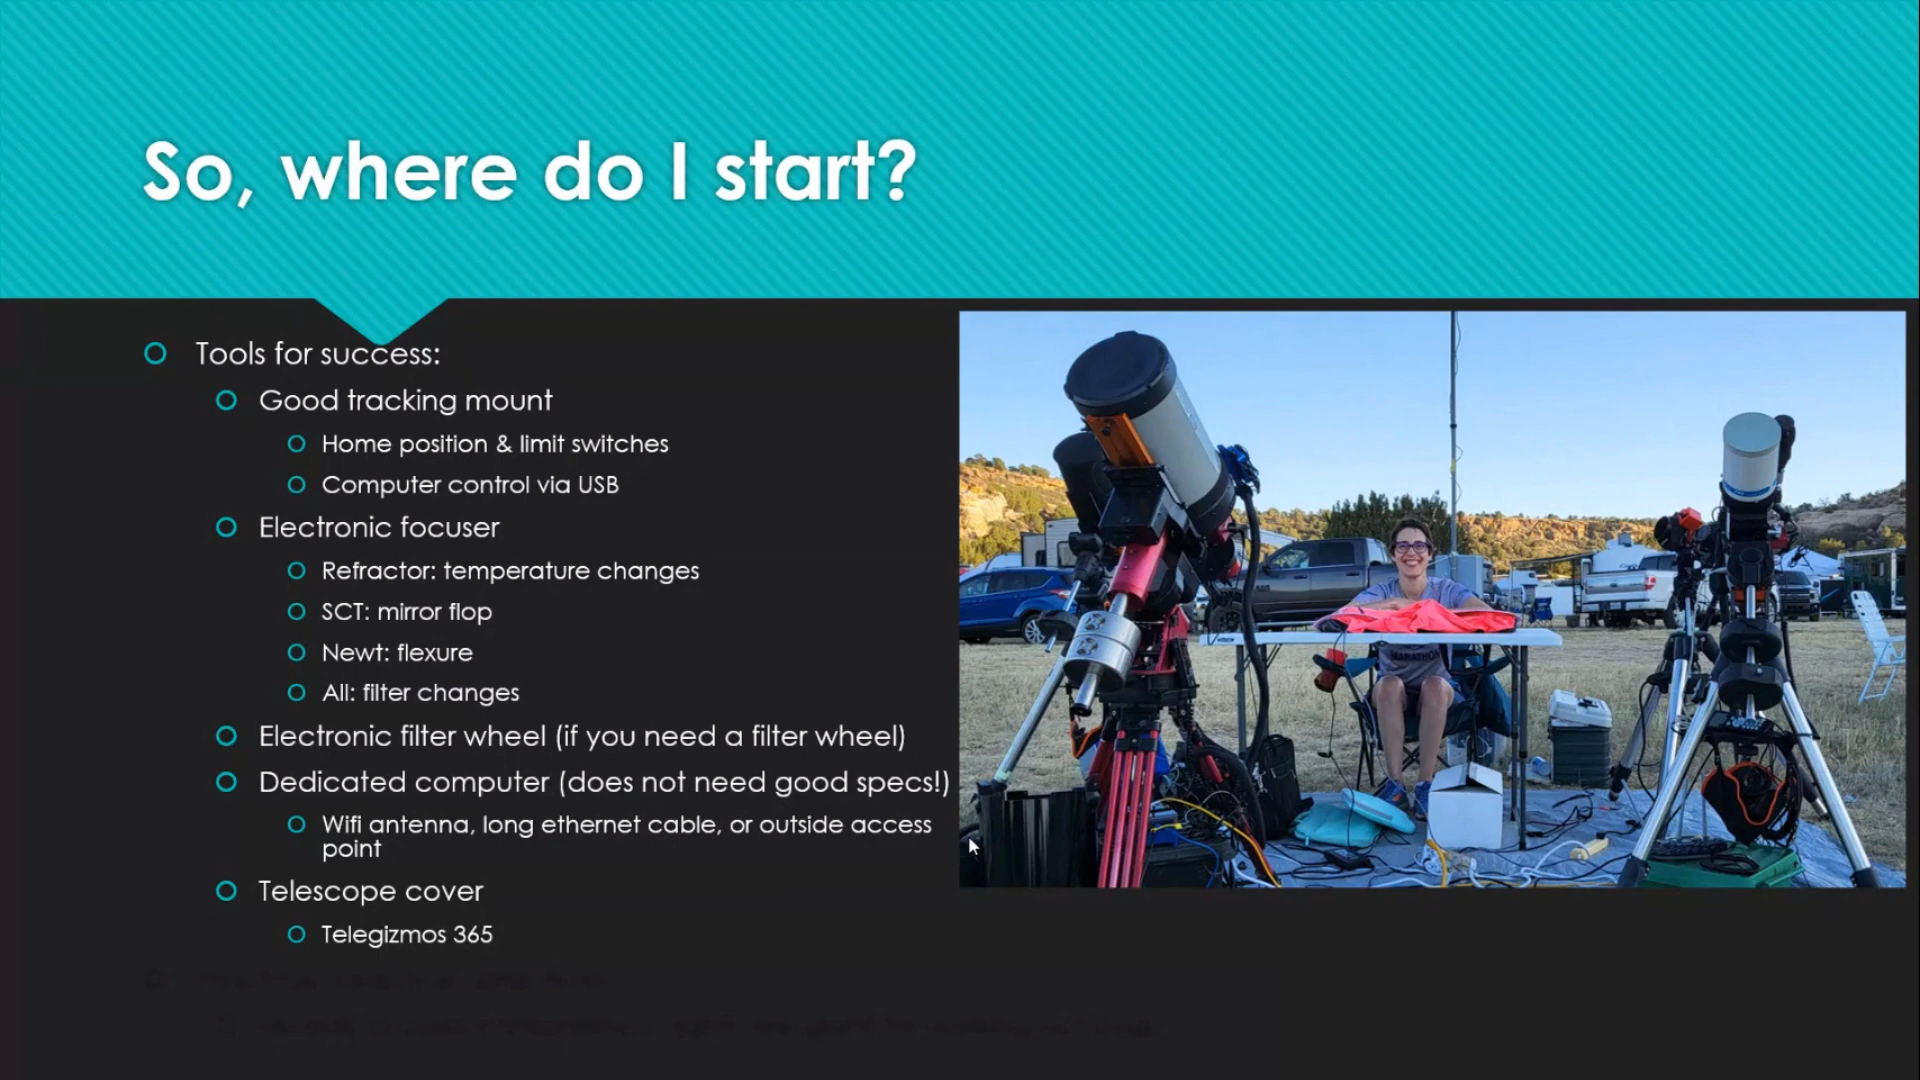 So, where do I start?
Tools for success:
Good tracking mount
Home position & limit switches
Computer control via USB
Electronic focuser
Refractor: temperature changes
SCT: mirror flop
Newt: flexure
All: filter changes
Electronic filter wheel (if you need a filter wheel)
Dedicated computer (does not need good specs!)
Wifi antenna, long ethernet cable, or outside access
point
Telescope cover
Telegizmos 365
MARATHON